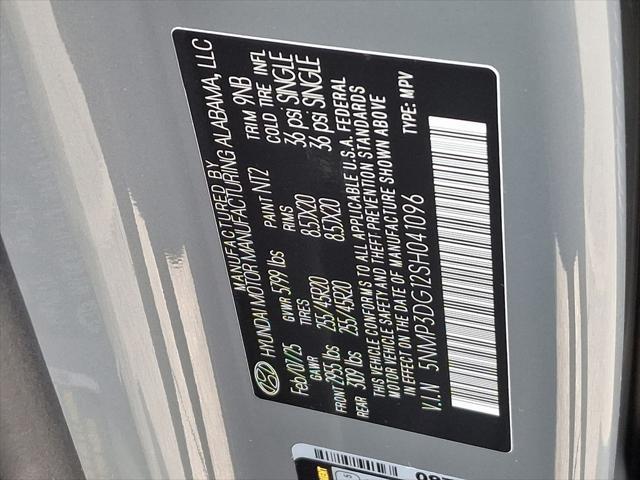 MANUFACTURED BY
HYUNDAI MOTOR MANUFACTURING ALABAMA, LLC
Feb/07/25 GVWR 5799 lbs PAINT NT2 TRIM 9NB
GAWR TIRES RIMS COLD TIRE INFL
FRONT 2915 lbs 255/45R20 8.5JX20 36 psi SINGLE
REAR 3109 lbs 255/45R20 8.5JX20 36 psi SINGLE
THIS VEHICLE CONFORMS TO ALL APPLICABLE U.S.A. FEDERAL
MOTOR VEHICLE SAFETY AND THEFT PREVENTION STANDARDS
IN EFFECT ON THE DATE OF MANUFACTURE SHOWN ABOVE
V.I.N 5NMP3DG12SH041096 TYPE: MPV